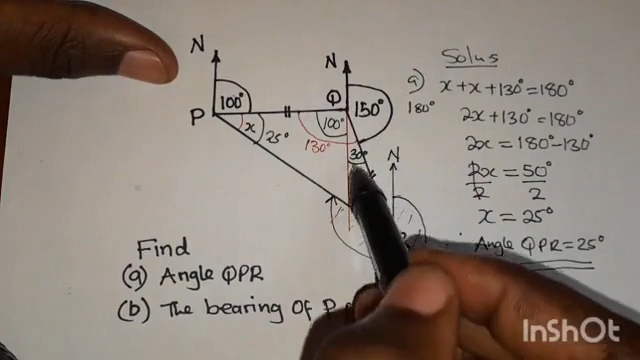 N
N
Solns
P
100°
Q
150°
x
25°
100°
130°
30°
N
a) x+x+130°=180°
180°
2x+130°=180°
2x=180°-130°
2x = 50°
2 2
x = 25°
∴ Angle QPR=25°
Find
(a) Angle QPR
(b) The bearing Of P
InShOt